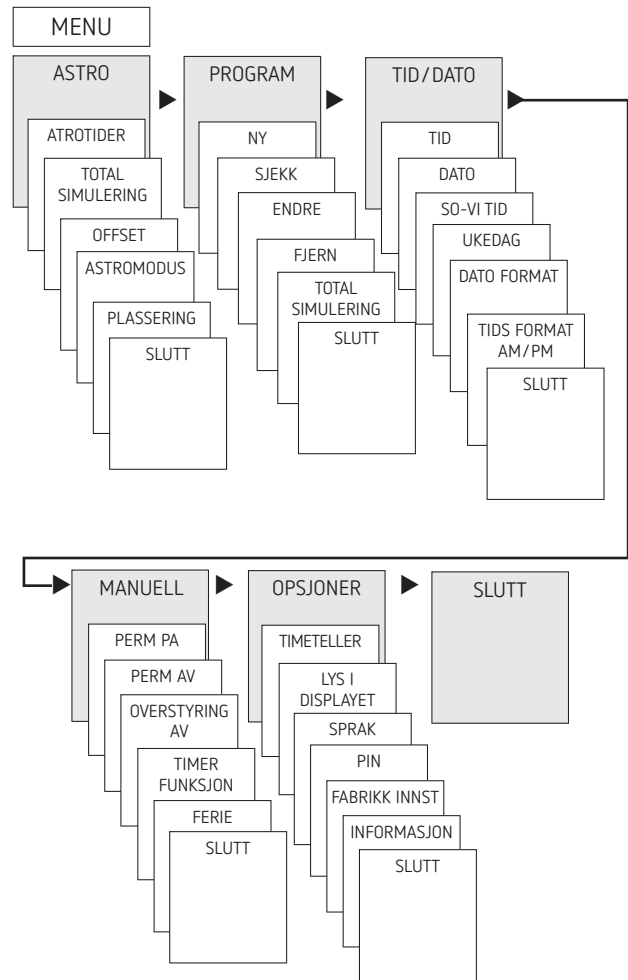 MENU
ASTRO
ATROTIDER
TOTAL
SIMULERING
OFFSET
ASTROMODUS
PLASSERING
SLUTT
PROGRAM
NY
SJEKK
ENDRE
FJERN
TOTAL
SIMULERING
SLUTT
TID/DATO
TID
DATO
SO-VI TID
UKEDAG
DATO FORMAT
TIDS FORMAT
AM/PM
SLUTT
MANUELL
PERM PA
PERM AV
OVERSTYRING
AV
TIMER
FUNKSJON
FERIE
SLUTT
OPSJONER
TIMETELLER
LYS I
DISPLAYET
SPRAK
PIN
FABRIKK INNST
INFORMASJON
SLUTT
SLUTT